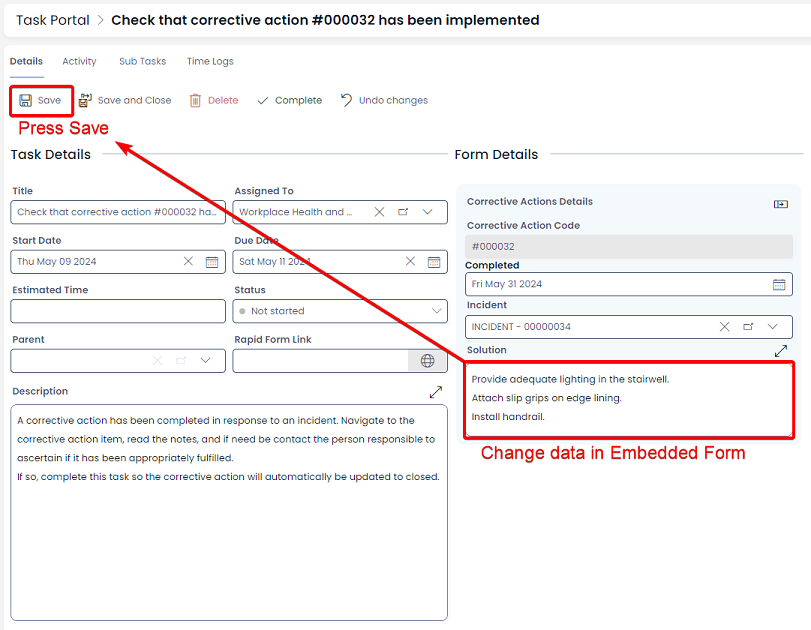 Task Portal > Check that corrective action #000032 has been implemented
Details Activity Sub Tasks Time Logs
Save Save and Close Delete Complete Undo changes
Press Save
Task Details
Title
Check that corrective action #000032 ha...
Assigned To
Workplace Health and ...
Start Date
Thu May 09 2024
Due Date
Sat May 11 2024
Estimated Time
Status
Not started
Parent
Rapid Form Link
Description
A corrective action has been completed in response to an incident. Navigate to the
corrective action item, read the notes, and if need be contact the person responsible to
ascertain if it has been appropriately fulfilled.
If so, complete this task so the corrective action will automatically be updated to closed.
Form Details
Corrective Actions Details
Corrective Action Code
#000032
Completed
Fri May 31 2024
Incident
INCIDENT - 00000034
Solution
Provide adequate lighting in the stairwell.
Attach slip grips on edge lining.
Install handrail.
Change data in Embedded Form